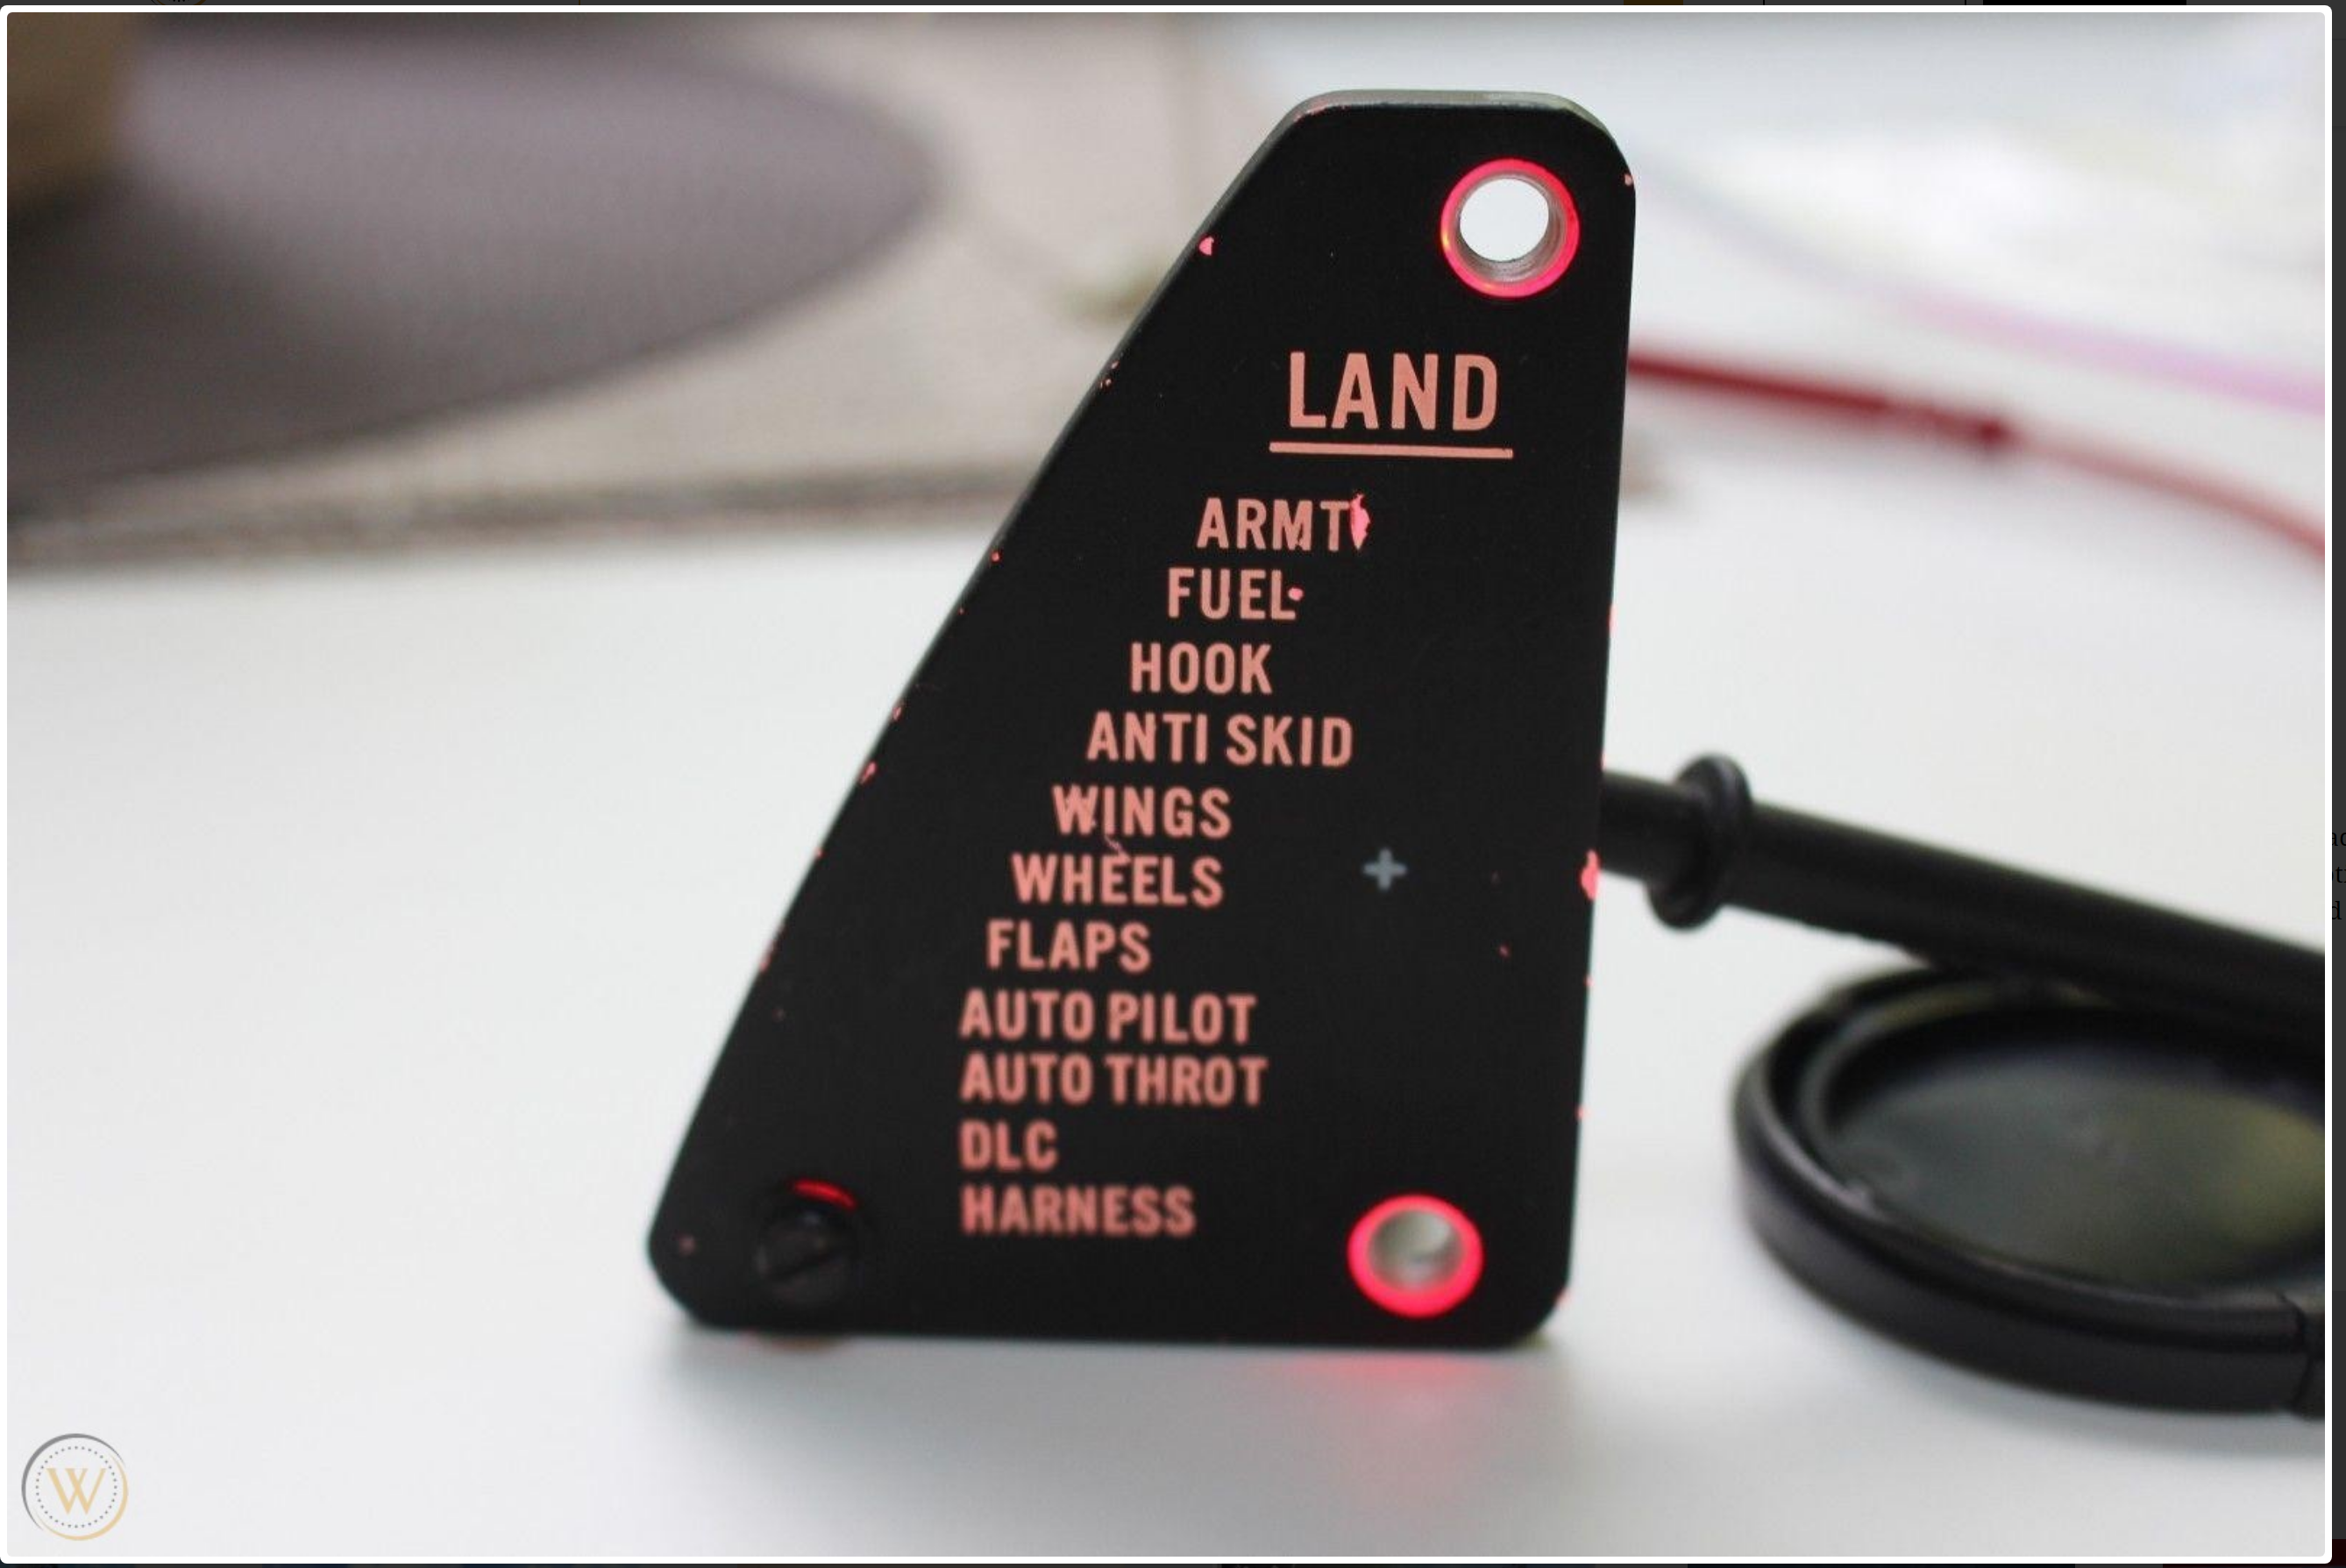 LAND
ARMT
FUEL
HOOK
ANTI SKID
WINGS
WHEELS
FLAPS
AUTO PILOT
AUTO THROT
DLC
HARNESS
W